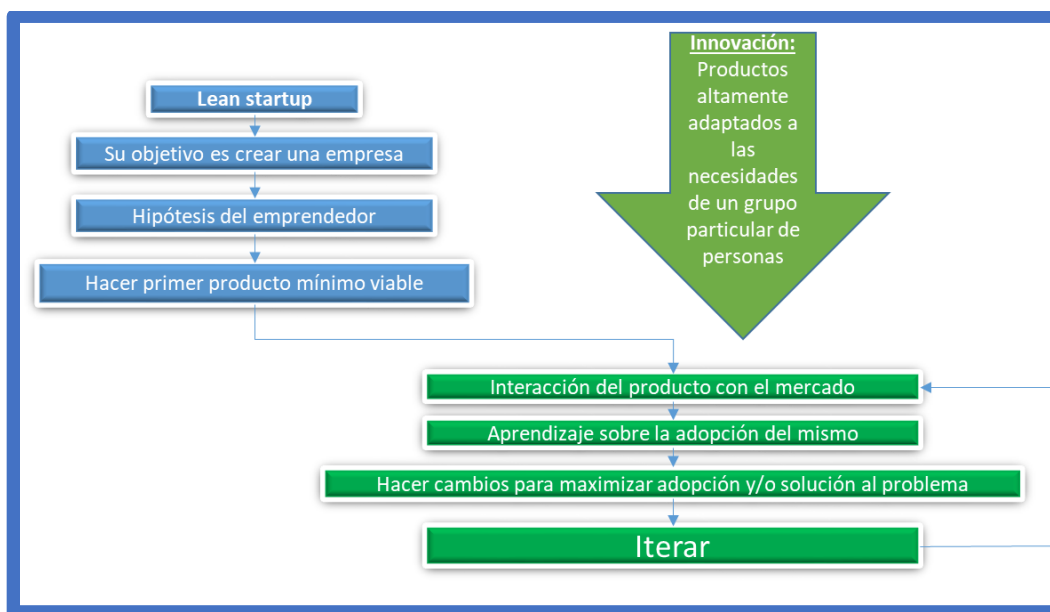 Lean startup
Su objetivo es crear una empresa
Hipótesis del emprendedor
Hacer primer producto mínimo viable
Innovación:
Productos
altamente
adaptados a
las
necesidades
de un grupo
particular de
personas
Interacción del producto con el mercado
Aprendizaje sobre la adopción del mismo
Hacer cambios para maximizar adopción y/o solución al problema
Iterar